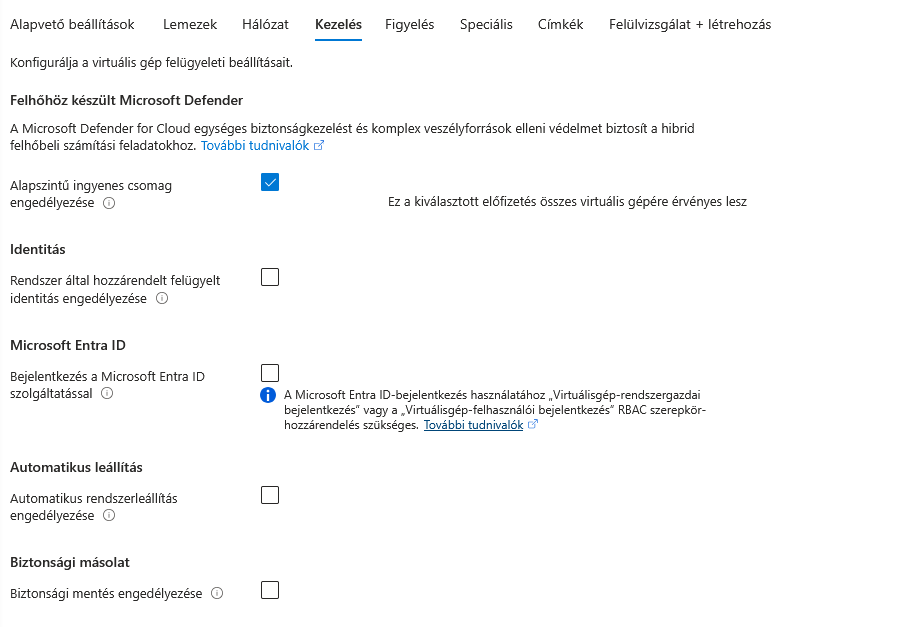 Alapvető beállítások Lemezek Hálózat Kezelés Figyelés Speciális Címkék Felülvizsgálat + létrehozás
Konfigurálja a virtuális gép felügyeleti beállításait.
Felhőhöz készült Microsoft Defender
A Microsoft Defender for Cloud egységes biztonságkezelést és komplex veszélyforrások elleni védelmet biztosít a hibrid
felhőbeli számítási feladatokhoz. További tudnivalók
Alapszintű ingyenes csomag
engedélyezése
Ez a kiválasztott előfizetés összes virtuális gépére érvényes lesz
Identitás
Rendszer által hozzárendelt felügyelt
identitás engedélyezése
Microsoft Entra ID
Bejelentkezés a Microsoft Entra ID
szolgáltatással
A Microsoft Entra ID-bejelentkezés használatához „Virtuálisgép-rendszergazdai
bejelentkezés” vagy a „Virtuálisgép-felhasználói bejelentkezés” RBAC szerepkör-
hozzárendelés szükséges. További tudnivalók
Automatikus leállítás
Automatikus rendszerleállítás
engedélyezése
Biztonsági másolat
Biztonsági mentés engedélyezése